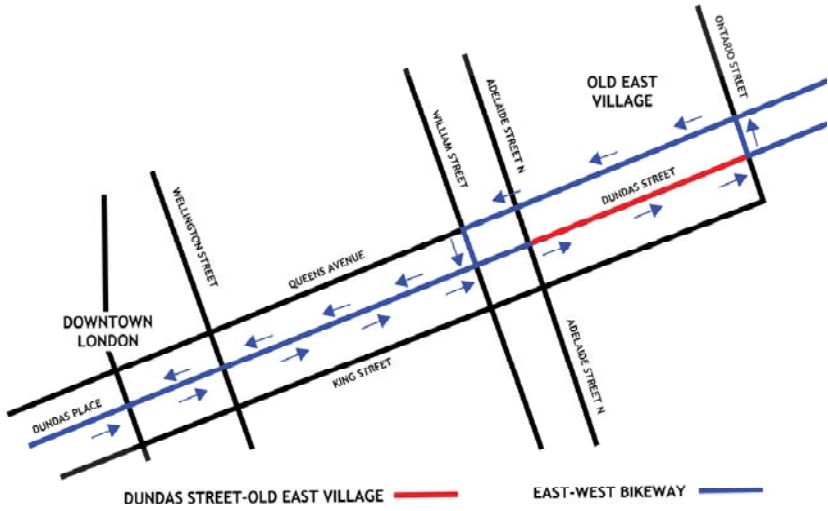 ONTARIO STREET
OLD EAST
VILLAGE
ADELAIDE STREET N
WILLIAM STREET
DUNDAS STREET
WELLINGTON STREET
QUEENS AVENUE
DOWNTOWN
LONDON
ADELAIDE STREET N
KING STREET
DUNDAS PLACE
DUNDAS STREET-OLD EAST VILLAGE
EAST-WEST BIKEWAY